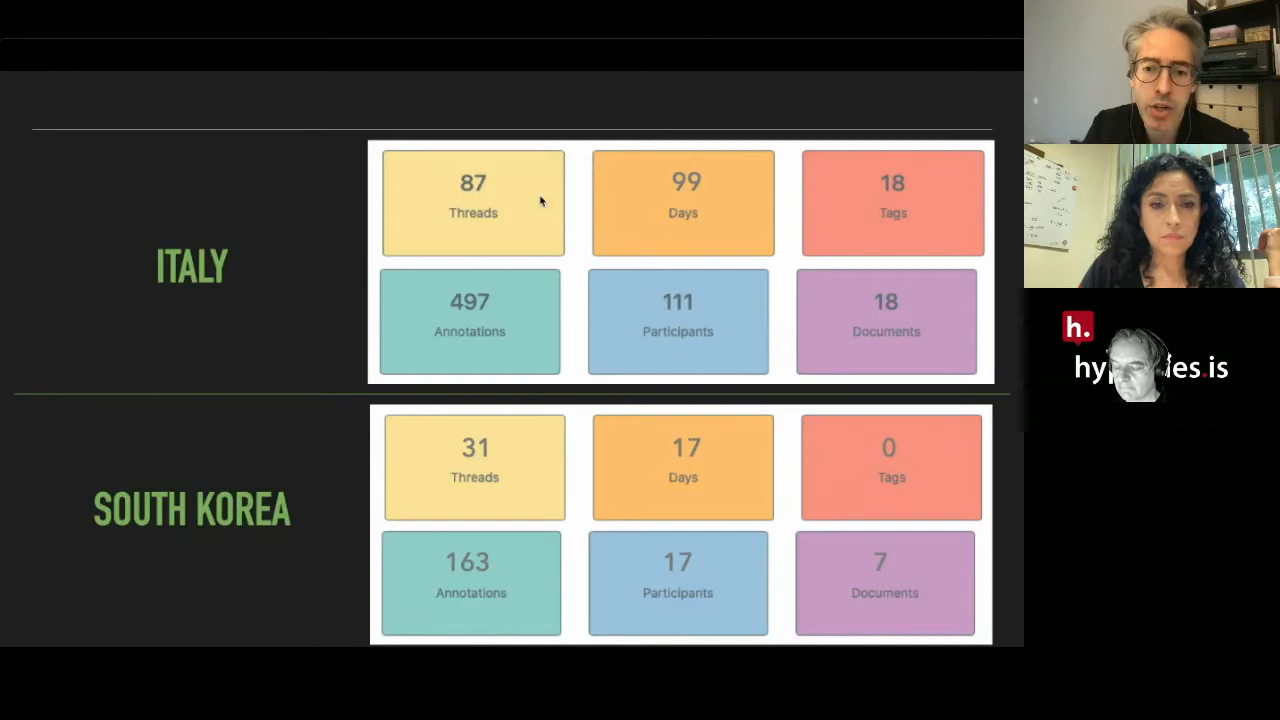 ITALY
87
Threads
99
Days
18
Tags
497
Annotations
111
Participants
18
Documents
SOUTH KOREA
31
Threads
17
Days
0
Tags
163
Annotations
17
Participants
7
Documents
h.